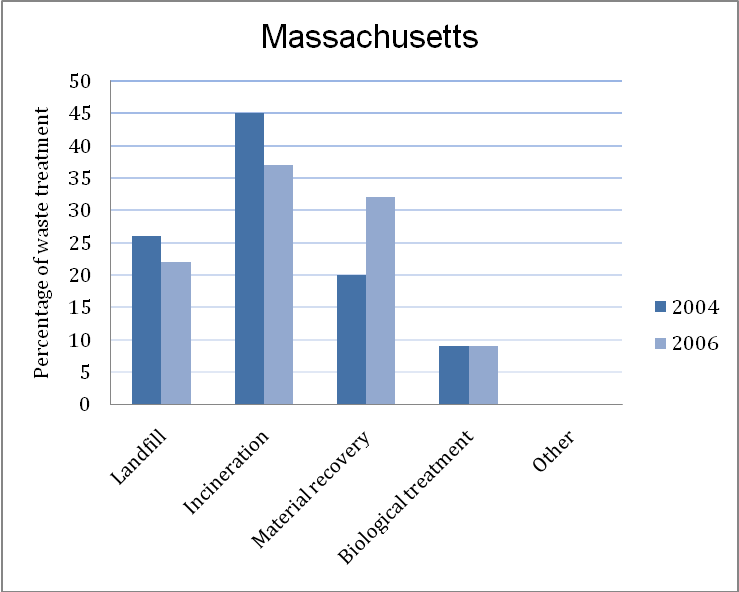 Massachusetts
Percentage of waste treatment
50
45
40
35
30
25
20
15
10
5
0
Landfill
Incineration
Material recovery
Biological treatment
Other
2004
2006